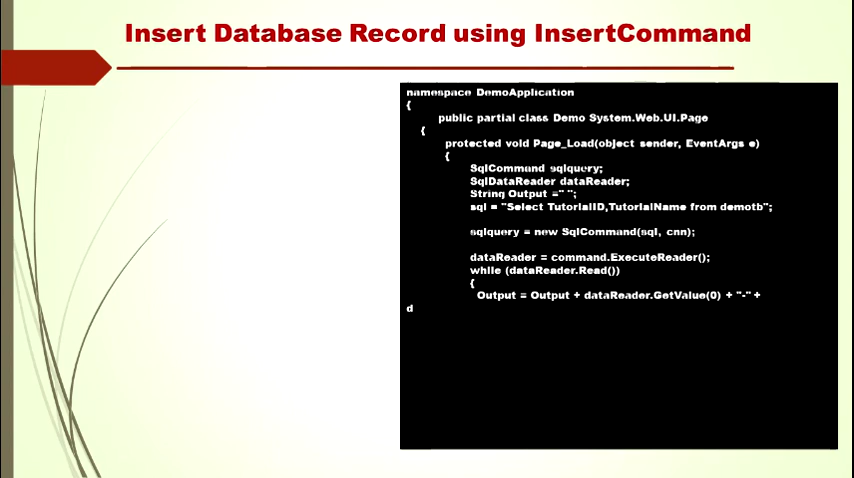 Insert Database Record using InsertCommand
namespace DemoApplication
{
public partial class Demo System.Web.UI.Page
{
protected void Page_Load(object sender, EventArgs e)
{
SqlCommand sqlquery;
SqlDataReader dataReader;
String Output =" ";
sql = "Select TutorialID,TutorialName from demotb";
sqlquery = new SqlCommand(sql, cnn);
dataReader = command.ExecuteReader();
while (dataReader.Read())
{
Output = Output + dataReader.GetValue(0) + "-" +
d